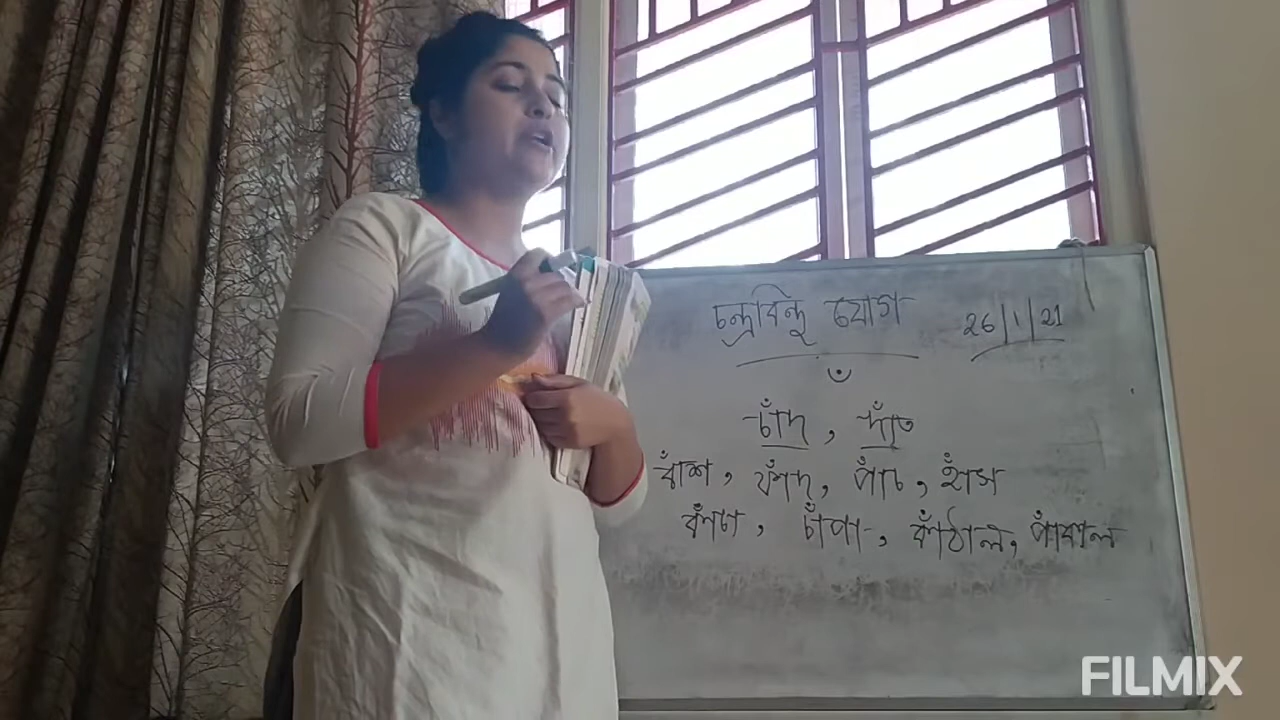 চন্দ্রবিন্দু যোগ 26/1/21
ঁ
চাঁদ, দাঁত
বাঁশ, ফাঁদ, পাঁচ, হাঁস
কাঁচা, চাঁপা, কাঁঠাল, পাঁকাল
FILMIX